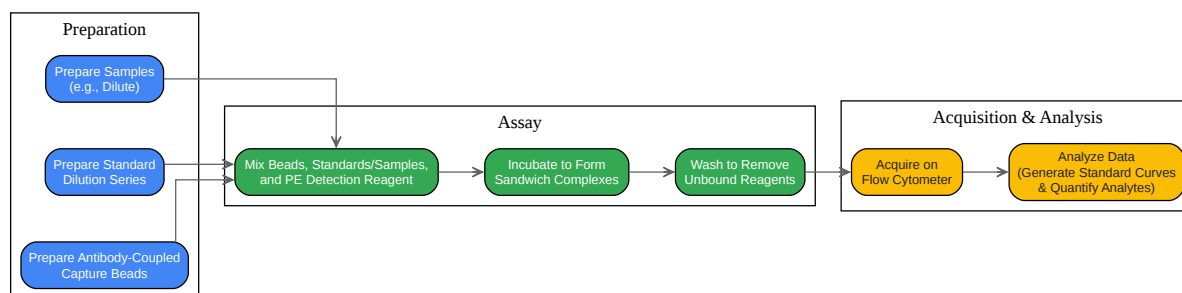 Preparation
Prepare Samples
(e.g., Dilute)
Prepare Standard
Dilution Series
Prepare Antibody-Coupled
Capture Beads
Assay
Mix Beads, Standards/Samples,
and PE Detection Reagent
Incubate to Form
Sandwich Complexes
Wash to Remove
Unbound Reagents
Acquisition & Analysis
Acquire on
Flow Cytometer
Analyze Data
(Generate Standard Curves
& Quantify Analytes)